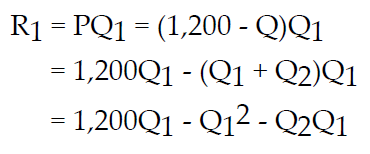 R1 = PQ1 = (1,200 - Q)Q1
= 1,200Q1 - (Q1 + Q2)Q1
= 1,200Q1 - Q1² - Q2Q1